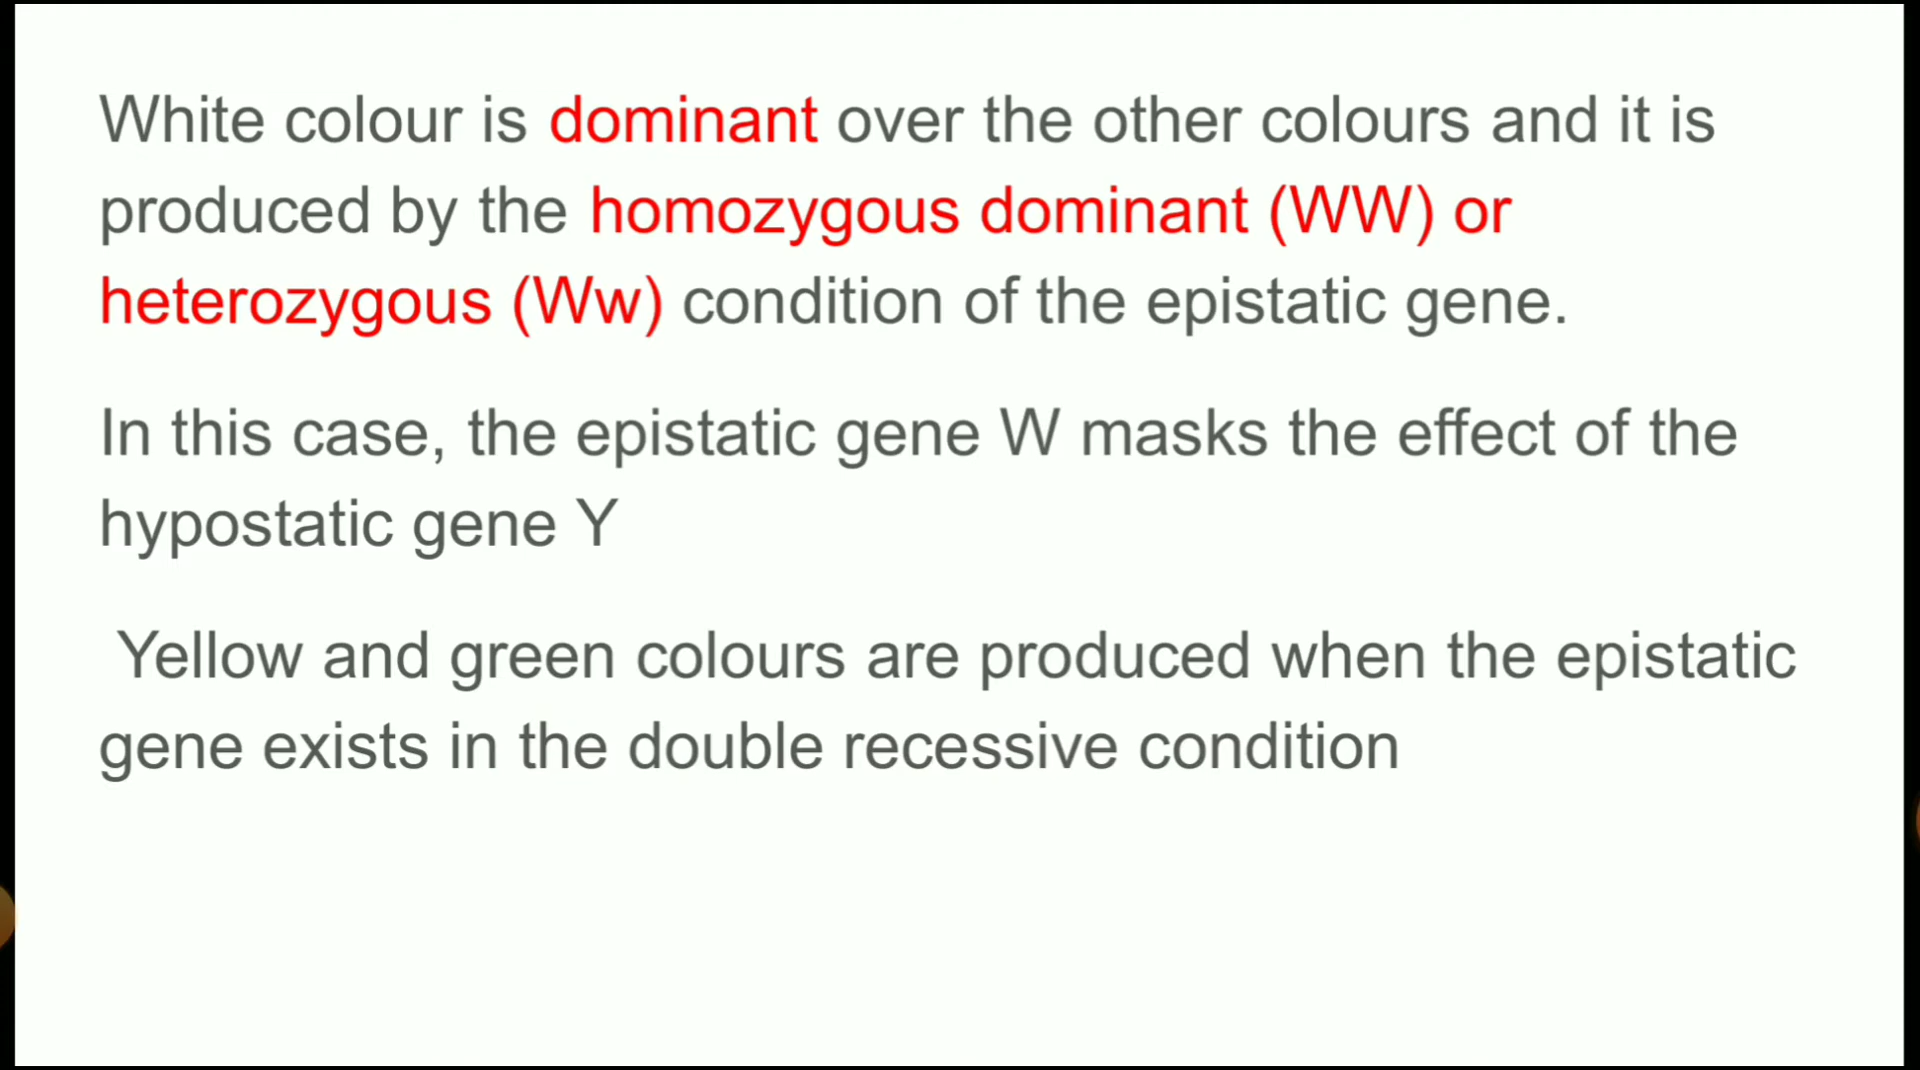 White colour is dominant over the other colours and it is
produced by the homozygous dominant (WW) or
heterozygous (Ww) condition of the epistatic gene.
In this case, the epistatic gene W masks the effect of the
hypostatic gene Y
Yellow and green colours are produced when the epistatic
gene exists in the double recessive condition